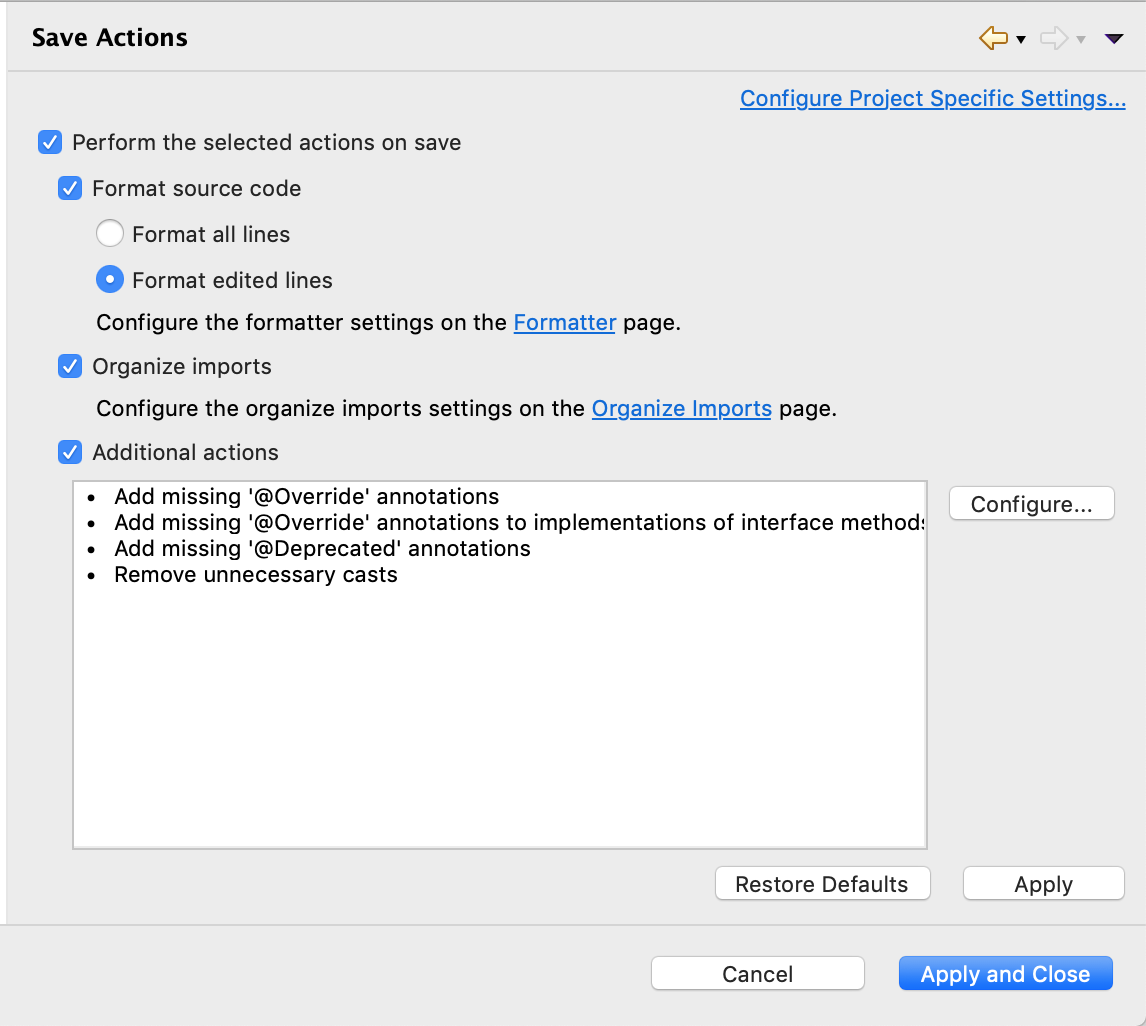 Save Actions
Configure Project Specific Settings...
Perform the selected actions on save
Format source code
Format all lines
Format edited lines
Configure the formatter settings on the Formatter page.
Organize imports
Configure the organize imports settings on the Organize Imports page.
Additional actions
• Add missing '@Override' annotations
• Add missing '@Override' annotations to implementations of interface methods
• Add missing '@Deprecated' annotations
• Remove unnecessary casts
Configure...
Restore Defaults
Apply
Cancel
Apply and Close